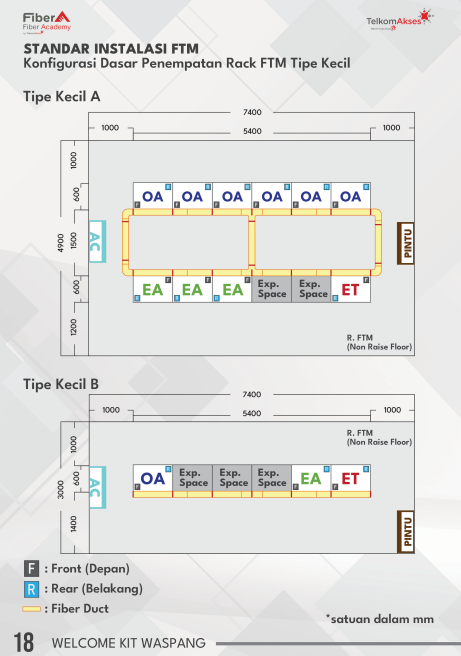 FiberA
Fiber Academy
TelkomAkses
STANDAR INSTALASI FTM
Konfigurasi Dasar Penempatan Rack FTM Tipe Kecil
Tipe Kecil A
7400
1000 5400 1000
1000
600
4900
1500
600
1200
OA OA OA OA OA OA
F R F R F R F R F R F R
AC
PINTU
EA EA EA Exp. Space Exp. Space ET
R F R F R F F F R F
R. FTM
(Non Raise Floor)
Tipe Kecil B
7400
1000 5400 1000
R. FTM
(Non Raise Floor)
1000
600
3000
1400
AC
OA Exp. Space Exp. Space Exp. Space EA ET
F R F R F R
PINTU
F : Front (Depan)
R : Rear (Belakang)
: Fiber Duct
*satuan dalam mm
18 WELCOME KIT WASPANG